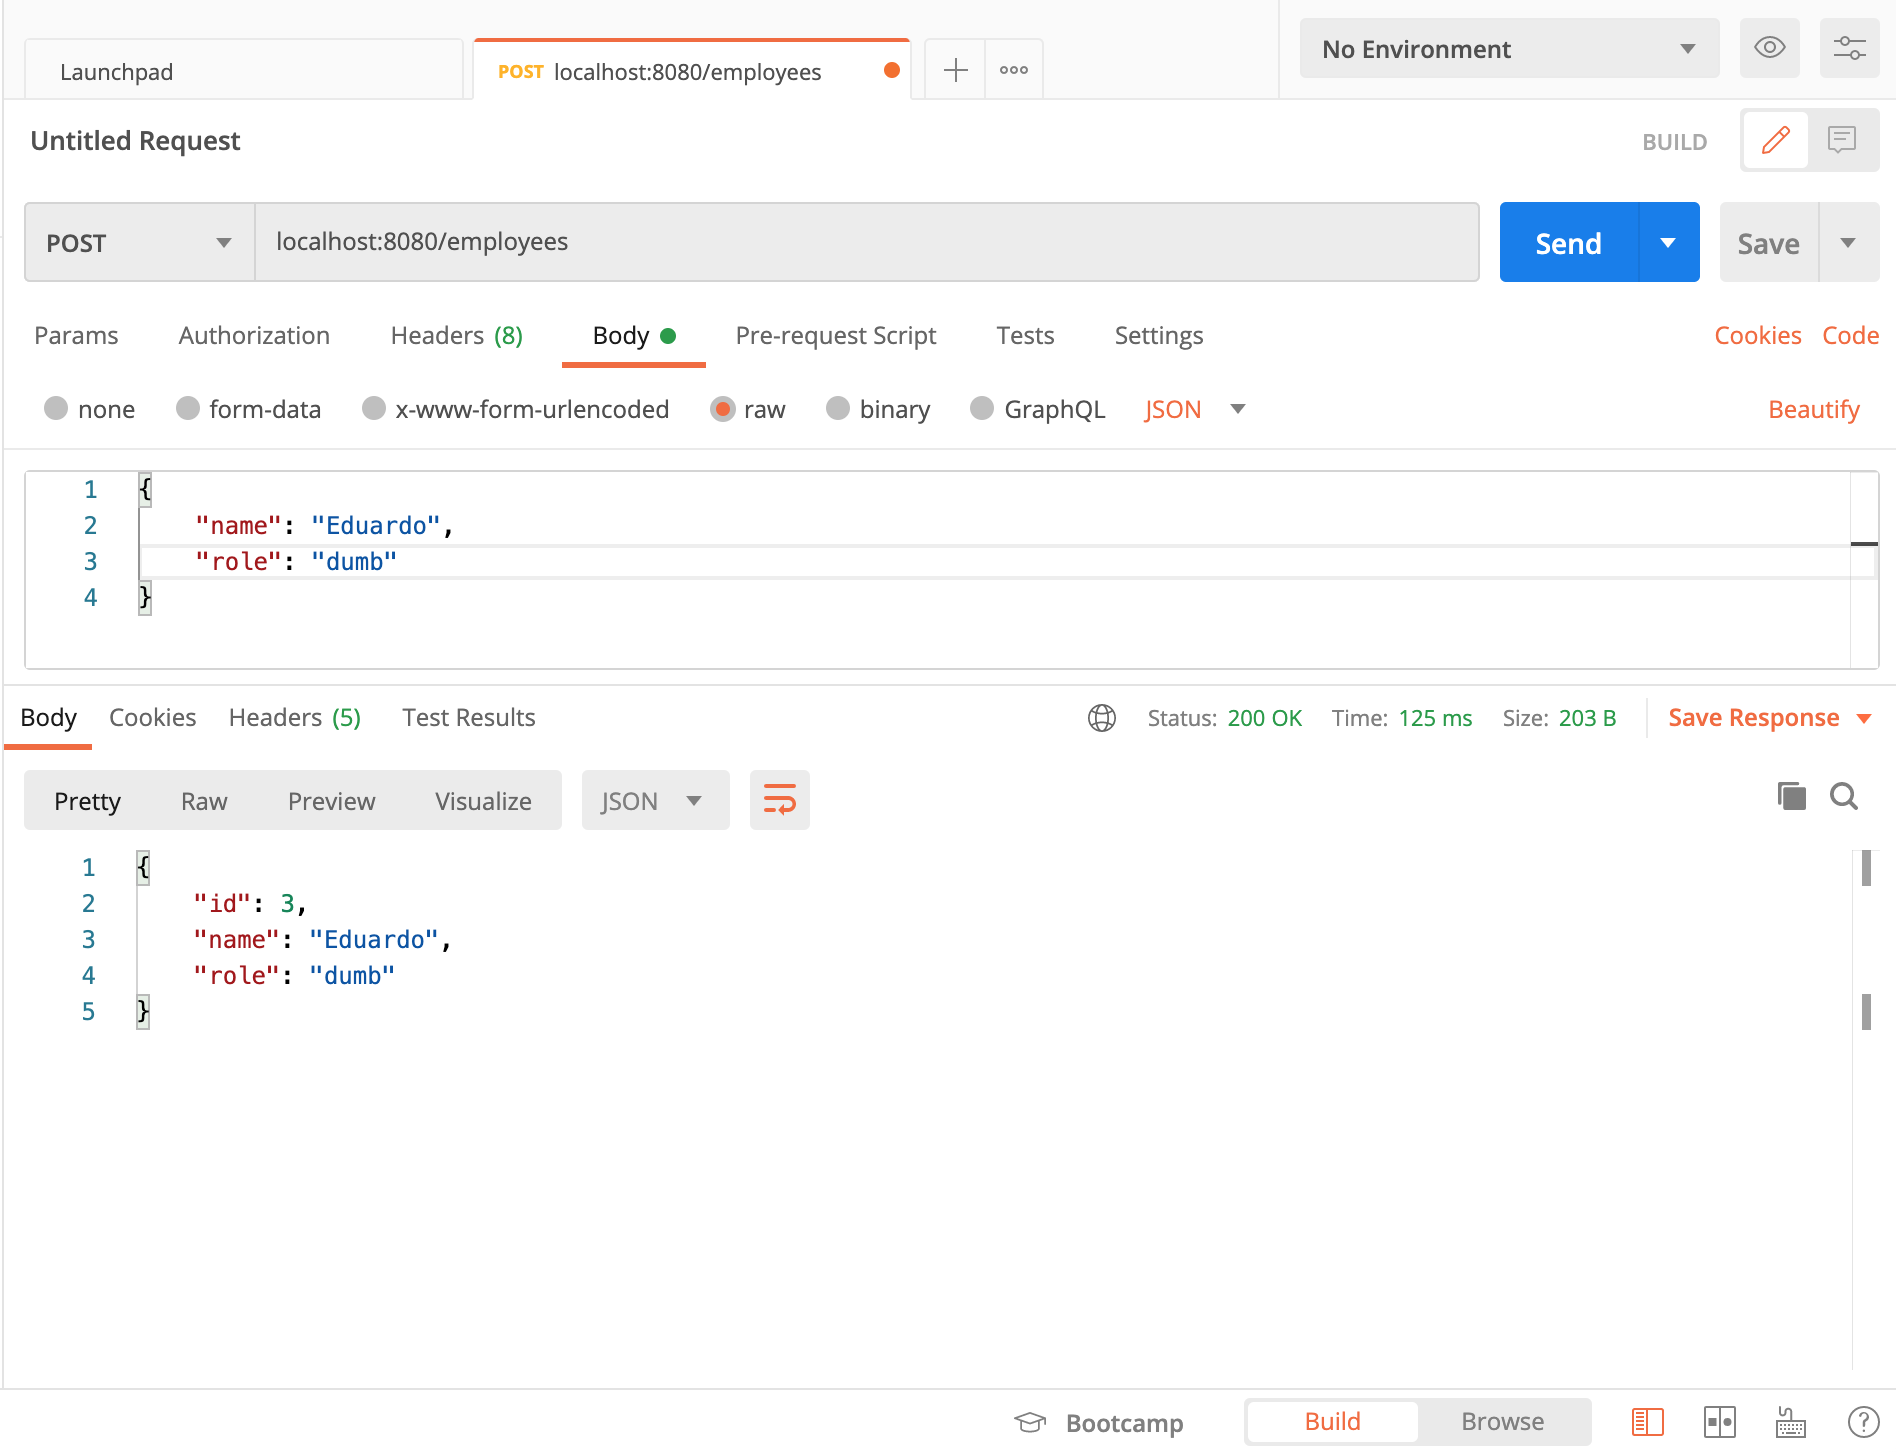 Launchpad
POST localhost:8080/employees
No Environment
Untitled Request
BUILD
POST
localhost:8080/employees
Send
Save
Params Authorization Headers (8) Body Pre-request Script Tests Settings Cookies Code
none form-data x-www-form-urlencoded raw binary GraphQL JSON Beautify
1 {
2 "name": "Eduardo",
3 "role": "dumb"
4 }
Body Cookies Headers (5) Test Results Status: 200 OK Time: 125 ms Size: 203 B Save Response
Pretty Raw Preview Visualize JSON
1 {
2 "id": 3,
3 "name": "Eduardo",
4 "role": "dumb"
5 }
Bootcamp Build Browse ?